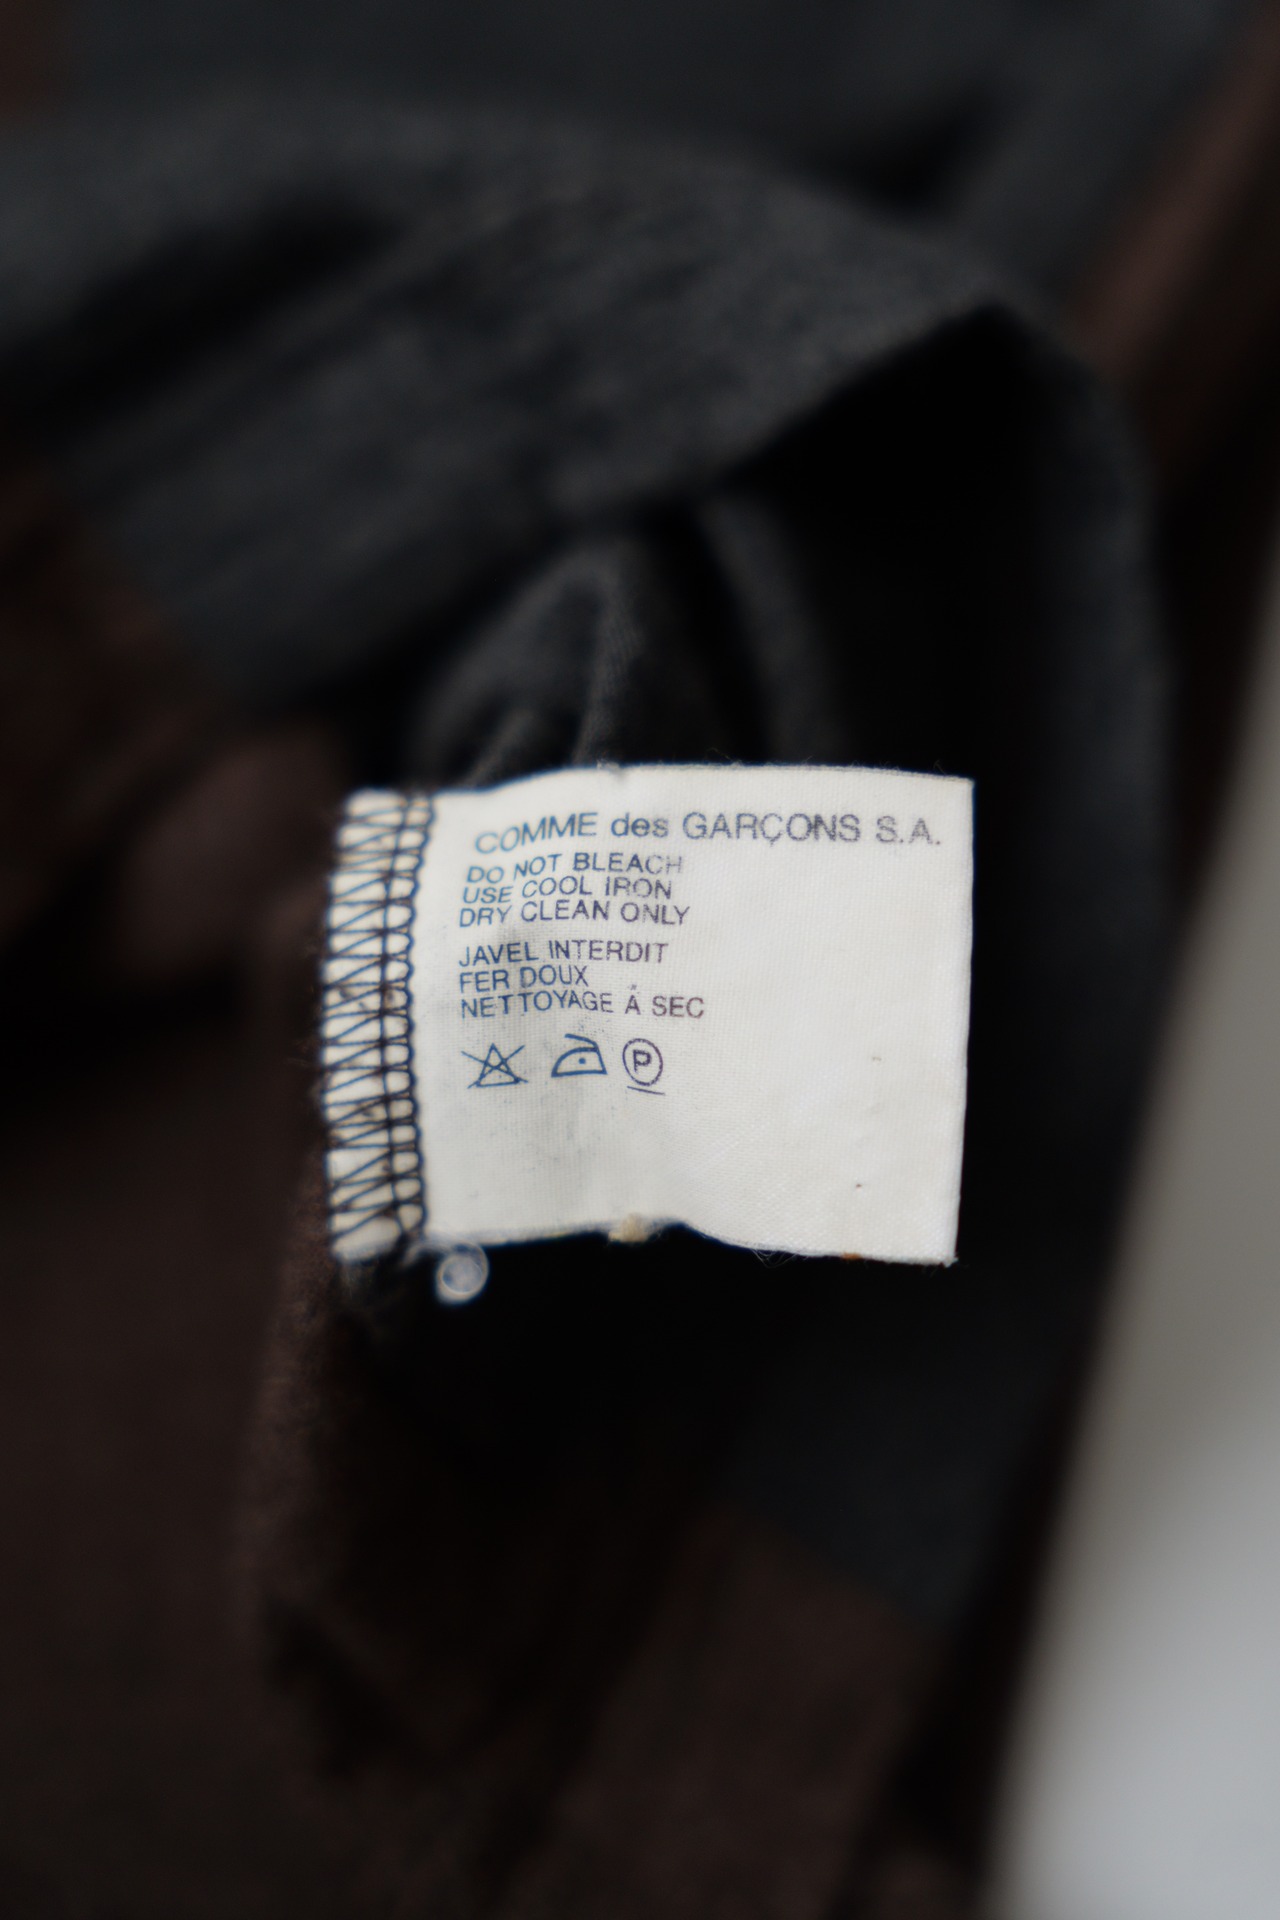 COMME des GARÇONS S.A.
DO NOT BLEACH
USE COOL IRON
DRY CLEAN ONLY
JAVEL INTERDIT
FER DOUX
NETTOYAGE À SEC
P